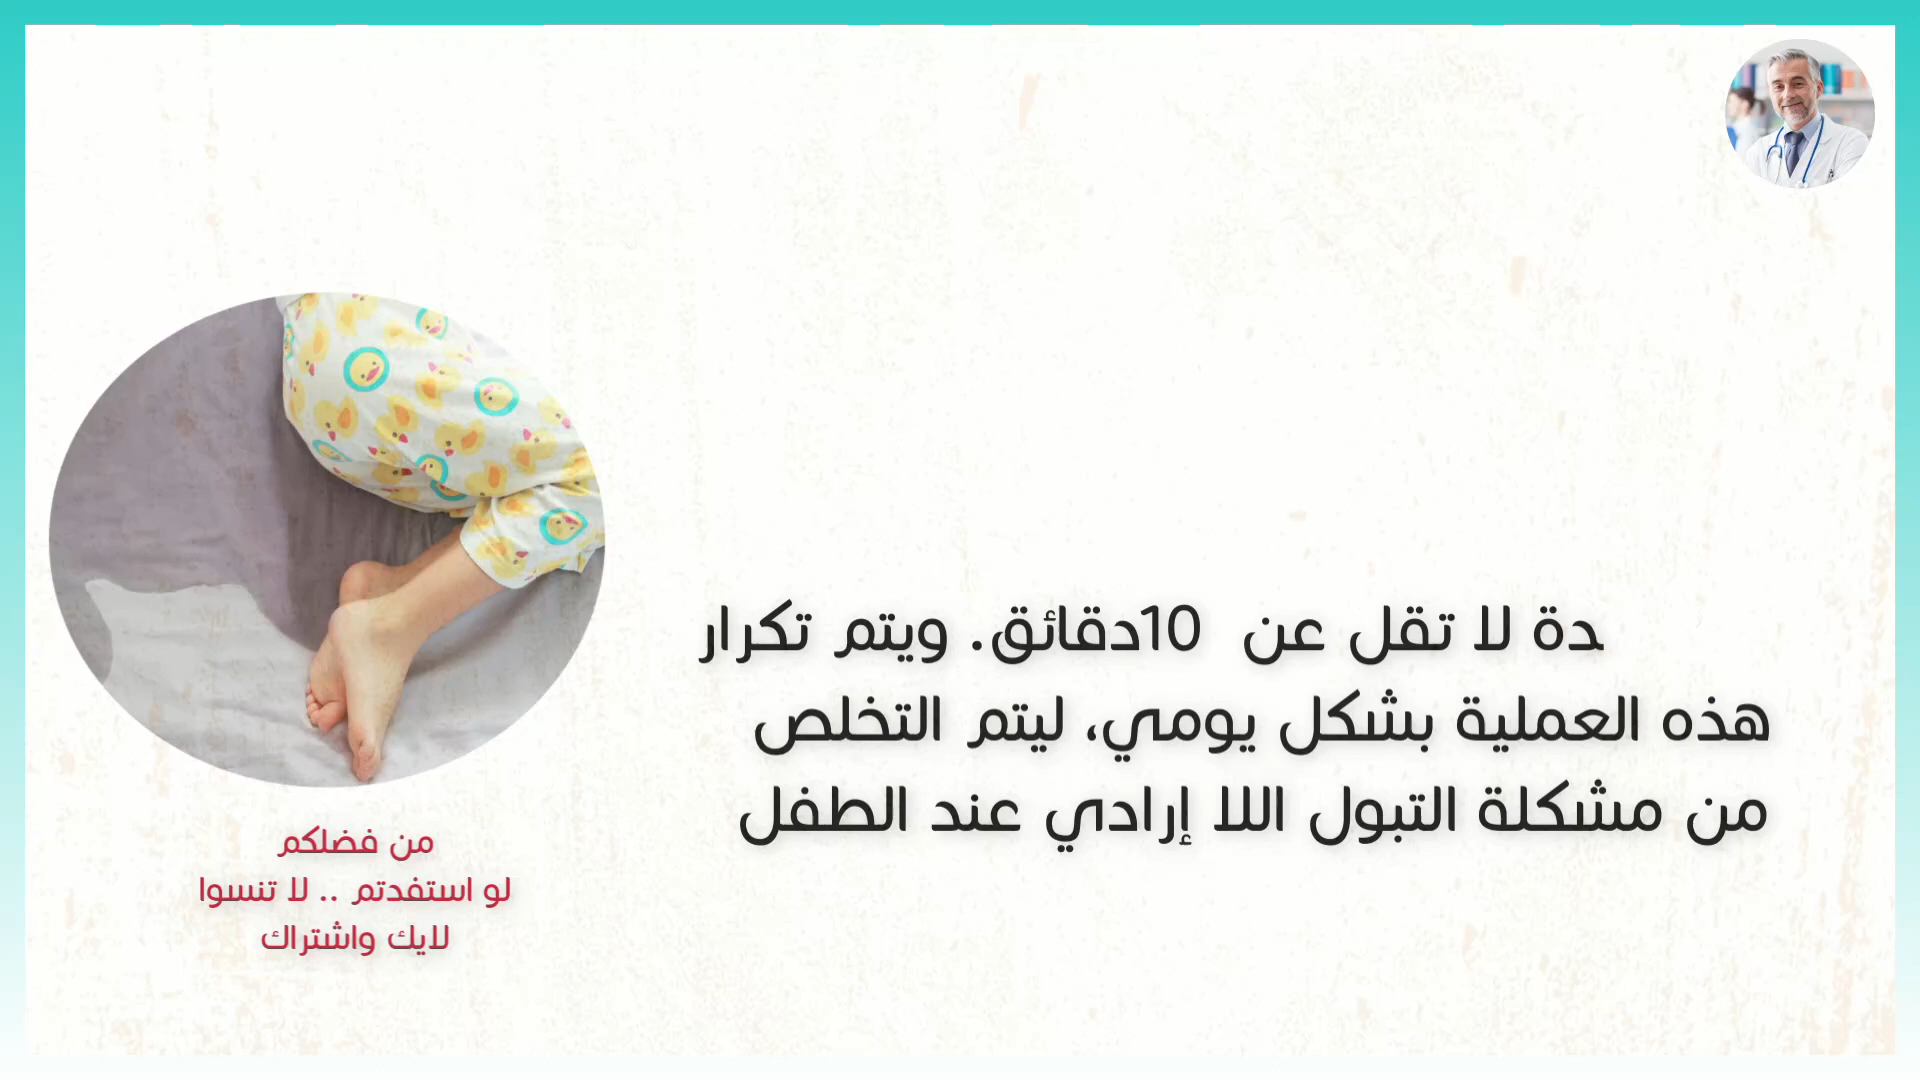 دة لا تقل عن 10دقائق. ويتم تكرار
هذه العملية بشكل يومي، ليتم التخلص
من مشكلة التبول اللا إرادي عند الطفل
من فضلكم
لو استفدتم .. لا تنسوا
لايك واشتراك